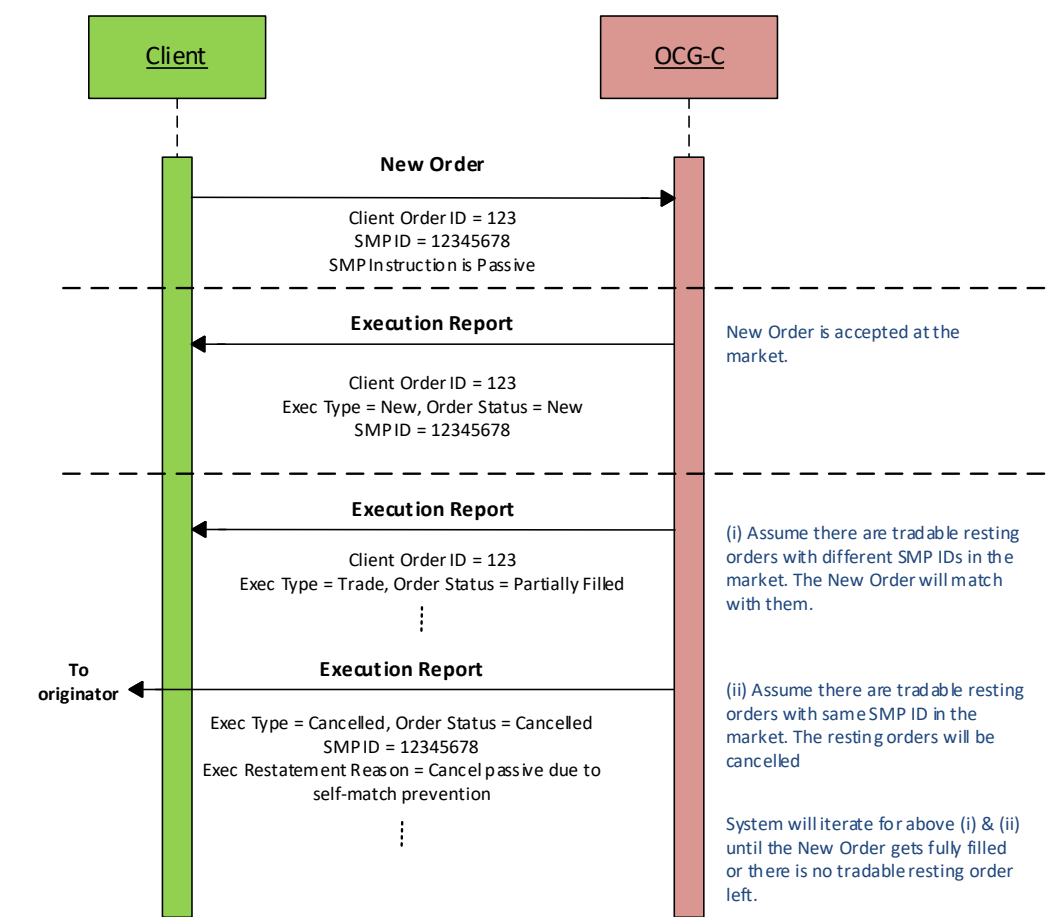 Client
OCG-C
New Order
Client Order ID = 123
SMP ID = 12345678
SMP Instruction is Passive
Execution Report
New Order is accepted at the
market.
Client Order ID = 123
Exec Type = New, Order Status = New
SMP ID = 12345678
Execution Report
Client Order ID = 123
Exec Type = Trade, Order Status = Partially Filled
(i) Assume there are tradable resting
orders with different SMP IDs in the
market. The New Order will match
with them.
Execution Report
To
originator
Exec Type = Cancelled, Order Status = Cancelled
SMP ID = 12345678
Exec Restatement Reason = Cancel passive due to
self-match prevention
(ii) Assume there are tradable resting
orders with same SMP ID in the
market. The resting orders will be
cancelled
System will iterate for above (i) & (ii)
until the New Order gets fully filled
or there is no tradable resting order
left.